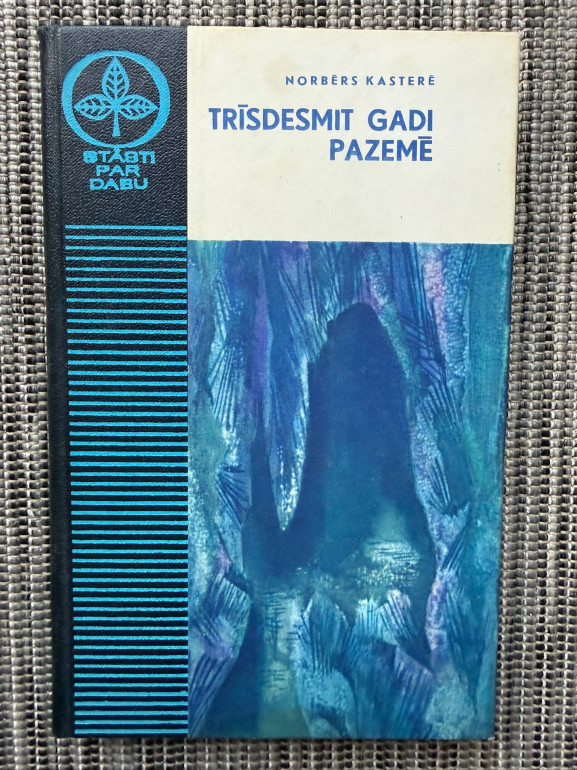 NORBĒRS KASTERĒ
TRĪSDESMIT GADI
PAZEMĒ
STĀSTI
PAR
DABU